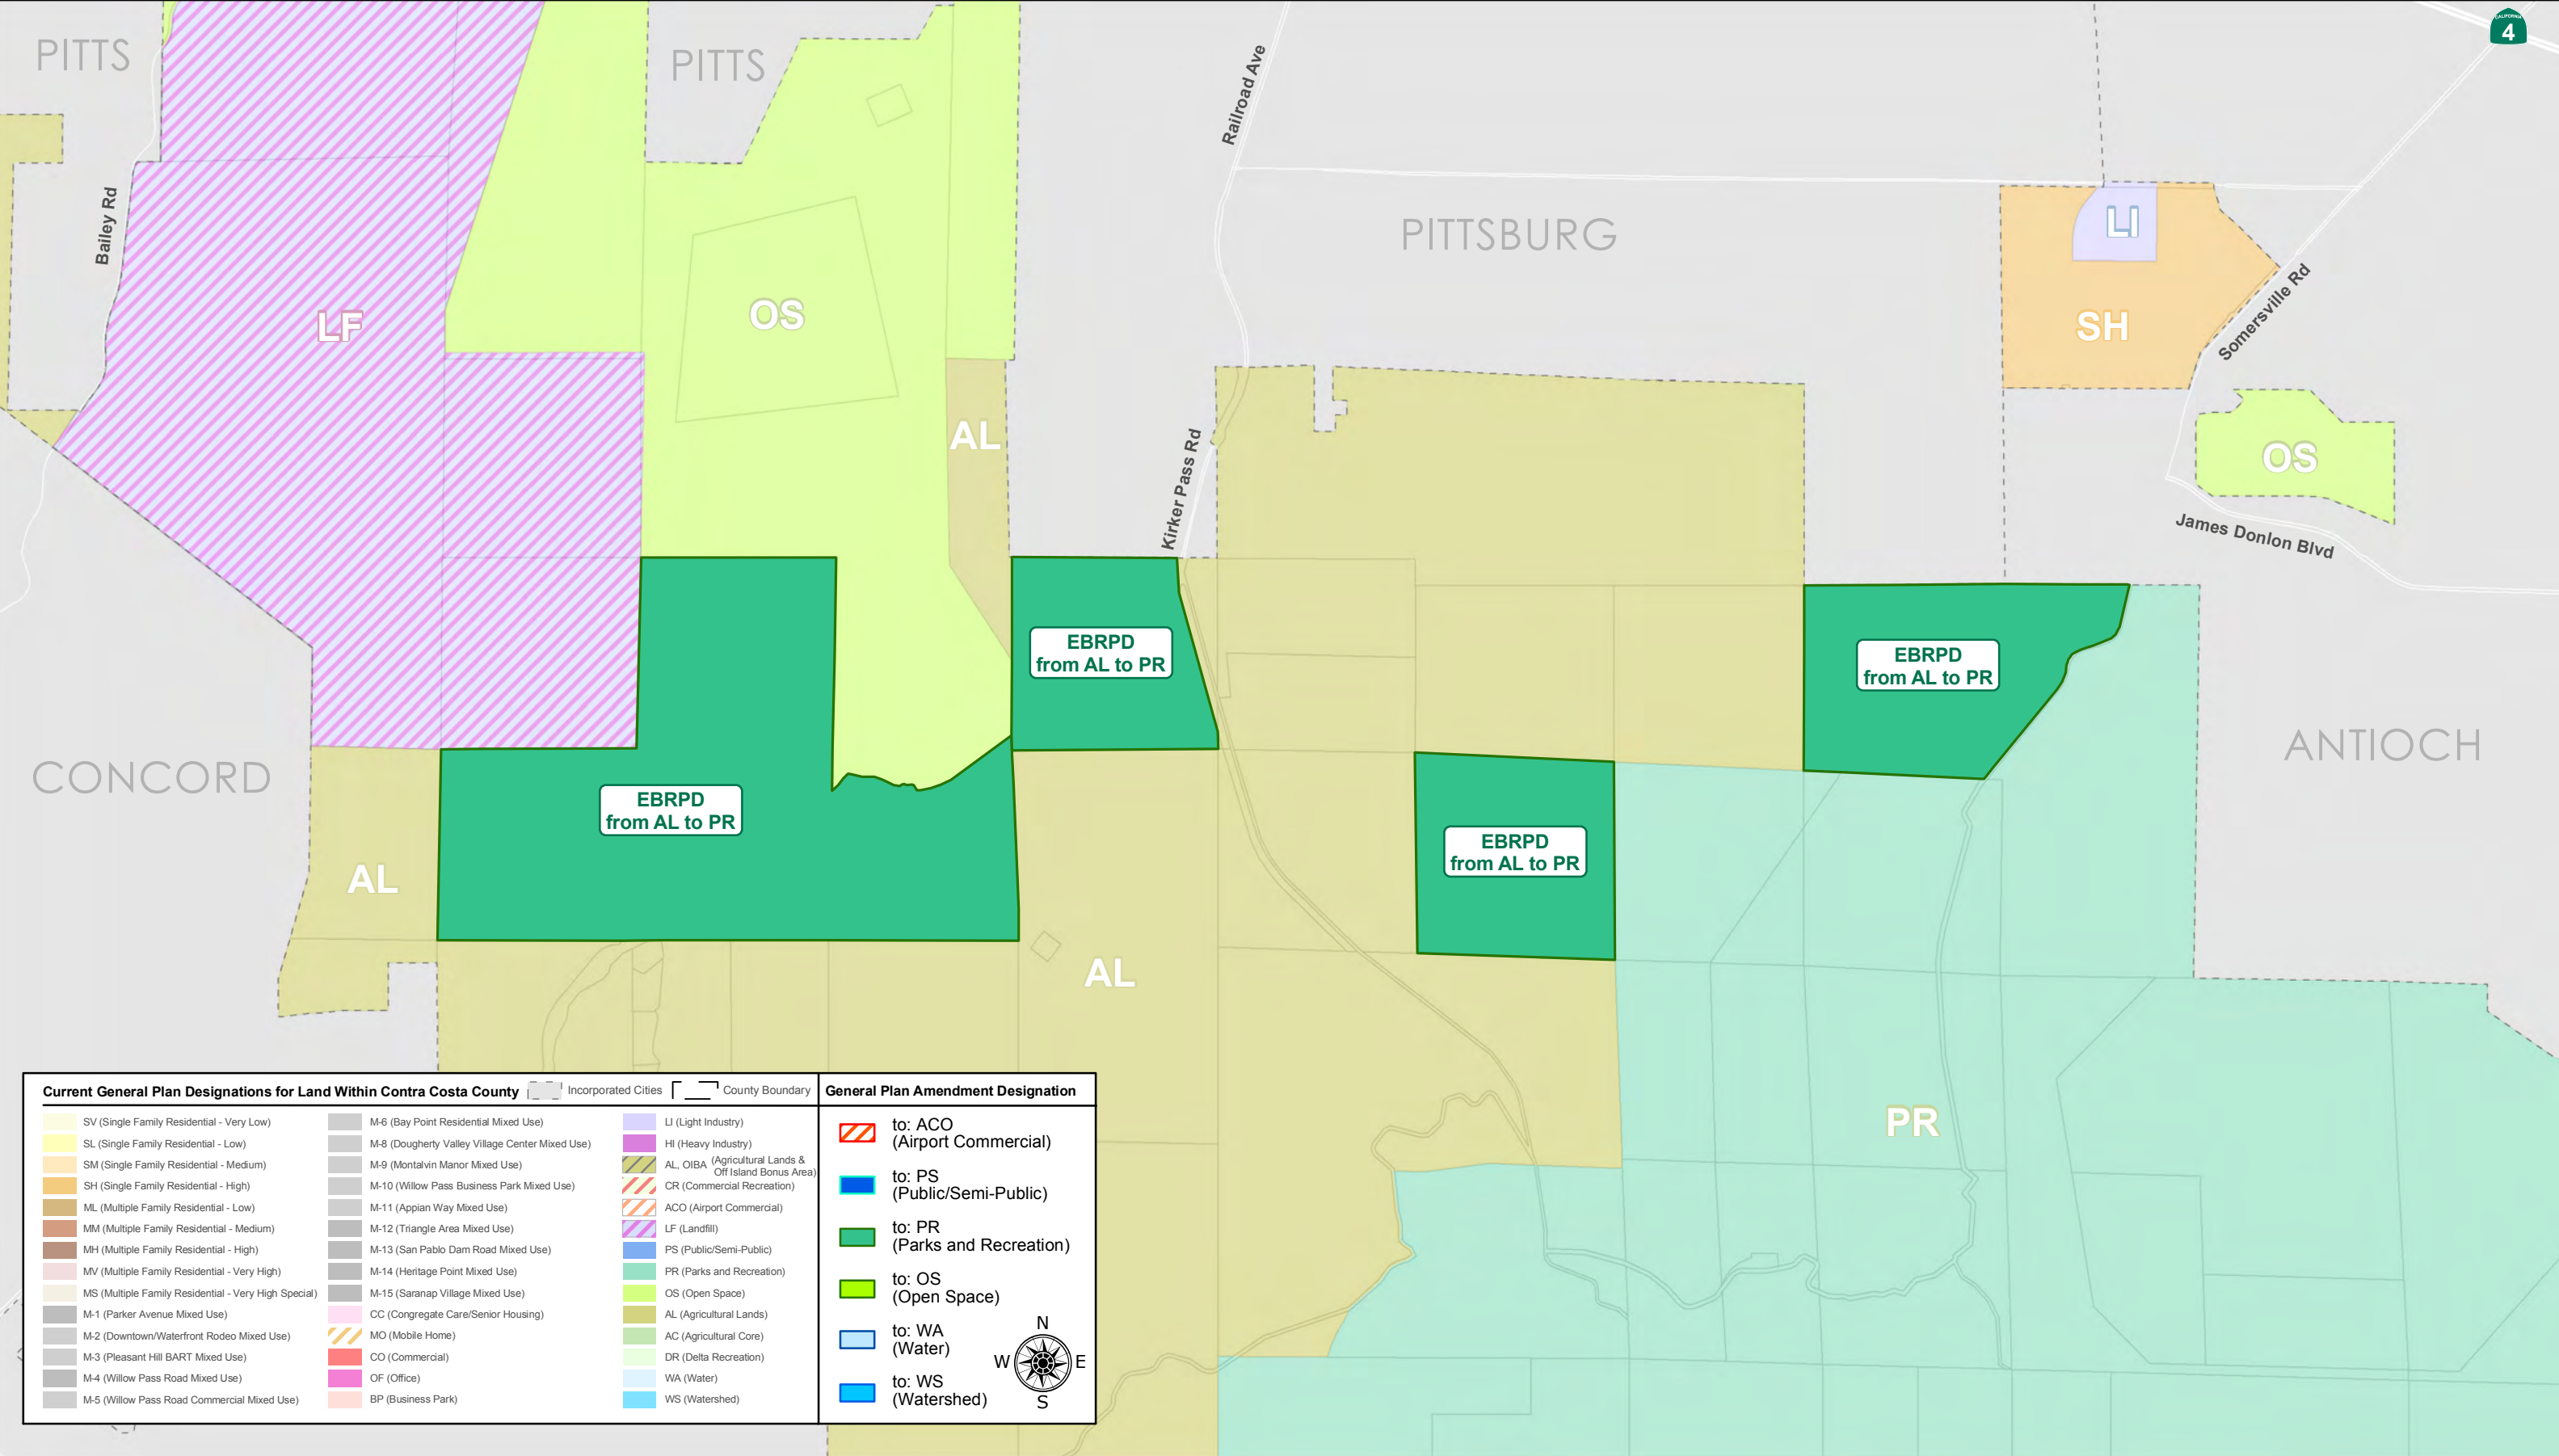 PITTS
PITTS
Railroad Ave
CALIFORNIA
4
Bailey Rd
PITTSBURG
LI
LF
OS
SH
Somersville Rd
AL
Kirker Pass Rd
OS
James Donlon Blvd
EBRPD
from AL to PR
EBRPD
from AL to PR
CONCORD
ANTIOCH
EBRPD
from AL to PR
EBRPD
from AL to PR
AL
AL
PR
Current General Plan Designations for Land Within Contra Costa County
Incorporated Cities
County Boundary
SV (Single Family Residential - Very Low)
SL (Single Family Residential - Low)
SM (Single Family Residential - Medium)
SH (Single Family Residential - High)
ML (Multiple Family Residential - Low)
MM (Multiple Family Residential - Medium)
MH (Multiple Family Residential - High)
MV (Multiple Family Residential - Very High)
MS (Multiple Family Residential - Very High Special)
M-1 (Parker Avenue Mixed Use)
M-2 (Downtown/Waterfront Rodeo Mixed Use)
M-3 (Pleasant Hill BART Mixed Use)
M-4 (Willow Pass Road Mixed Use)
M-5 (Willow Pass Road Commercial Mixed Use)
M-6 (Bay Point Residential Mixed Use)
M-8 (Dougherty Valley Village Center Mixed Use)
M-9 (Montalvin Manor Mixed Use)
M-10 (Willow Pass Business Park Mixed Use)
M-11 (Appian Way Mixed Use)
M-12 (Triangle Area Mixed Use)
M-13 (San Pablo Dam Road Mixed Use)
M-14 (Heritage Point Mixed Use)
M-15 (Saranap Village Mixed Use)
CC (Congregate Care/Senior Housing)
MO (Mobile Home)
CO (Commercial)
OF (Office)
BP (Business Park)
LI (Light Industry)
HI (Heavy Industry)
AL, OIBA (Agricultural Lands &
Off Island Bonus Area)
CR (Commercial Recreation)
ACO (Airport Commercial)
LF (Landfill)
PS (Public/Semi-Public)
PR (Parks and Recreation)
OS (Open Space)
AL (Agricultural Lands)
AC (Agricultural Core)
DR (Delta Recreation)
WA (Water)
WS (Watershed)
General Plan Amendment Designation
to: ACO
(Airport Commercial)
to: PS
(Public/Semi-Public)
to: PR
(Parks and Recreation)
to: OS
(Open Space)
to: WA
(Water)
to: WS
(Watershed)
N
W
E
S